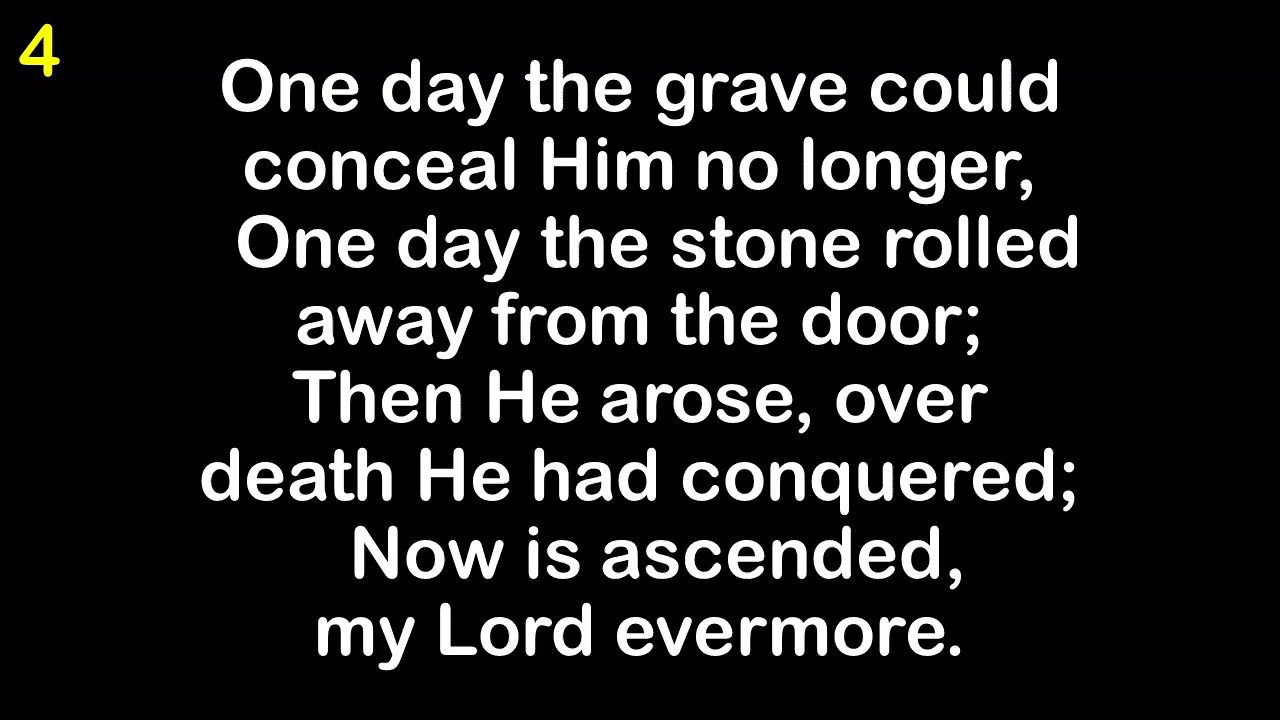 4
One day the grave could
conceal Him no longer,
One day the stone rolled
away from the door;
Then He arose, over
death He had conquered;
Now is ascended,
my Lord evermore.